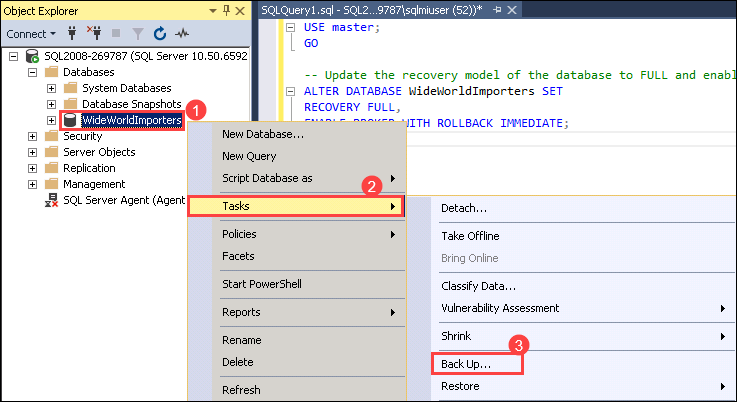 Object Explorer
Connect
SQL2008-269787 (SQL Server 10.50.6592
Databases
System Databases
Database Snapshots
WideWorldImporters
Security
Server Objects
Replication
Management
SQL Server Agent (Agent
1
SQLQuery1.sql - SQL2...9787\sqlmiuser (52))*
USE master;
GO
-- Update the recovery model of the database to FULL and enabl
ALTER DATABASE WideWorldImporters SET
RECOVERY FULL,
ENABLE_BROKER WITH ROLLBACK IMMEDIATE;
New Database...
New Query
Script Database as
2
Tasks
Policies
Facets
Start PowerShell
Reports
Rename
Delete
Refresh
Detach...
Take Offline
Bring Online
Classify Data...
Vulnerability Assessment
Shrink
3
Back Up...
Restore